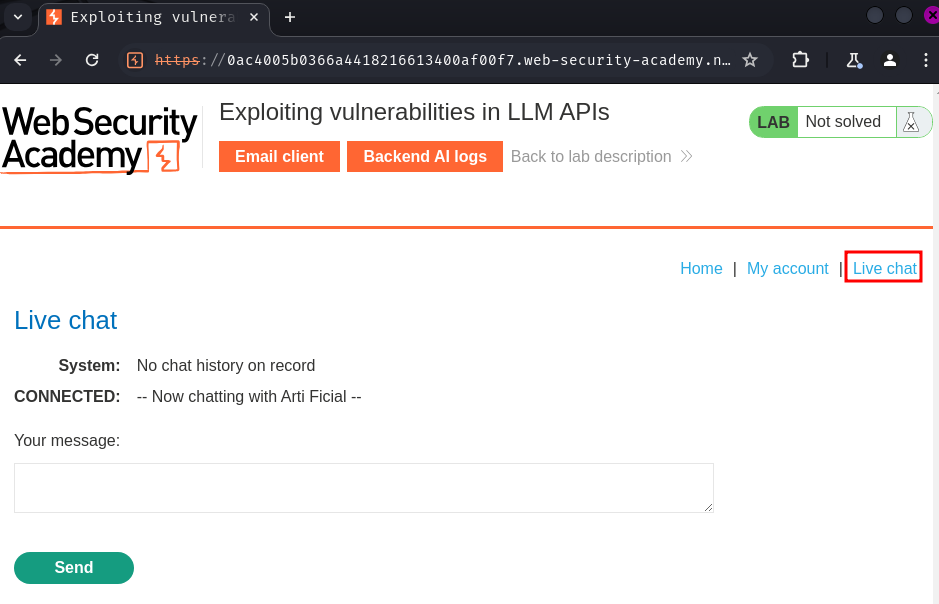 Exploiting vulnera
https://0ac4005b0366a4418216613400af00f7.web-security-academy.n…
WebSecurity
Academy
Exploiting vulnerabilities in LLM APIs
Email client
Backend AI logs
Back to lab description
LAB
Not solved
Home | My account | Live chat
Live chat
System: No chat history on record
CONNECTED: -- Now chatting with Arti Ficial --
Your message:
Send